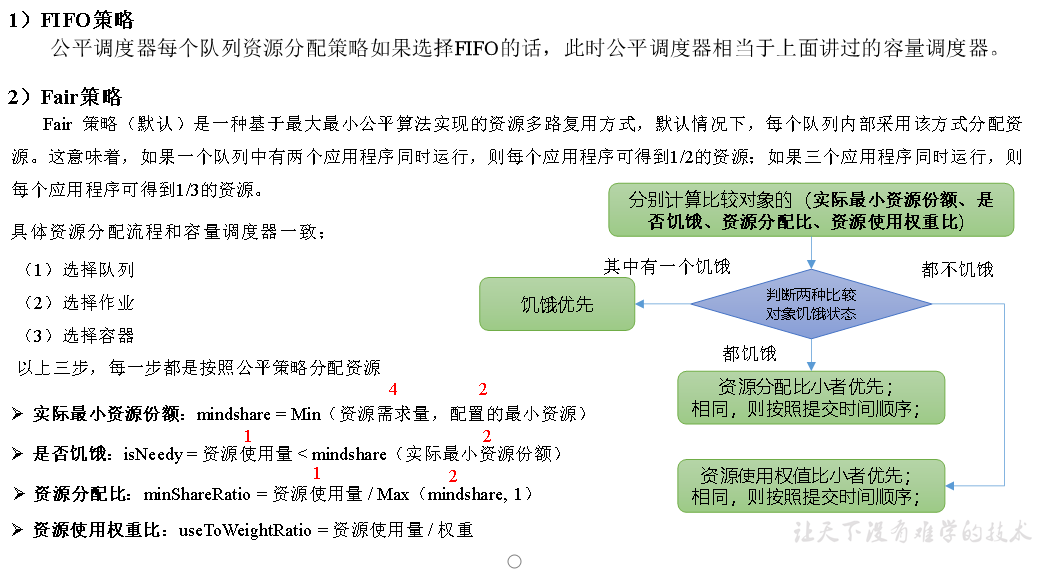 1）FIFO策略
公平调度器每个队列资源分配策略如果选择FIFO的话，此时公平调度器相当于上面讲过的容量调度器。
2）Fair策略
Fair 策略（默认）是一种基于最大最小公平算法实现的资源多路复用方式，默认情况下，每个队列内部采用该方式分配资
源。这意味着，如果一个队列中有两个应用程序同时运行，则每个应用程序可得到1/2的资源；如果三个应用程序同时运行，则
每个应用程序可得到1/3的资源。
具体资源分配流程和容量调度器一致；
（1）选择队列
（2）选择作业
（3）选择容器
以上三步，每一步都是按照公平策略分配资源
4 2
➢ 实际最小资源份额：mindshare = Min（资源需求量，配置的最小资源）
1 2
➢ 是否饥饿：isNeedy = 资源使用量 < mindshare（实际最小资源份额）
1 2
➢ 资源分配比：minShareRatio = 资源使用量 / Max（mindshare, 1）
➢ 资源使用权重比：useToWeightRatio = 资源使用量 / 权重
分别计算比较对象的（实际最小资源份额、是
否饥饿、资源分配比、资源使用权重比）
其中有一个饥饿
都不饥饿
饥饿优先
判断两种比较
对象饥饿状态
都饥饿
资源分配比小者优先；
相同，则按照提交时间顺序；
资源使用权值比小者优先；
相同，则按照提交时间顺序；
让天下没有难学的技术